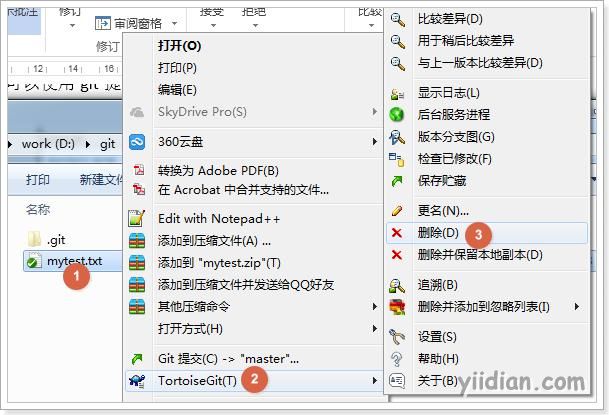 示批注
修订
审阅窗格
接受
拒绝
比较
修订
12 14 16 18 20
可以使用 git 提
work (D:) git
打印 新建文件
名称
.git
mytest.txt
1
打开(O)
打印(P)
编辑(E)
SkyDrive Pro(S)
360云盘
转换为 Adobe PDF(B)
在 Acrobat 中合并支持的文件...
Edit with Notepad++
添加到压缩文件(A) ...
添加到 "mytest.zip"(T)
添加到压缩文件并发送给QQ好友
其他压缩命令
打开方式(H)
Git 提交(C) -> "master"...
TortoiseGit(T)
2
比较差异(D)
用于稍后比较差异
与上一版本比较差异(D)
显示日志(L)
后台服务进程
版本分支图(G)
检查已修改(F)
保存贮藏
更名(N)...
删除(D)
3
删除并保留本地副本(D)
追溯(B)
删除并添加到忽略列表(I)
设置(S)
帮助(H)
关于(B)
yiidian.com